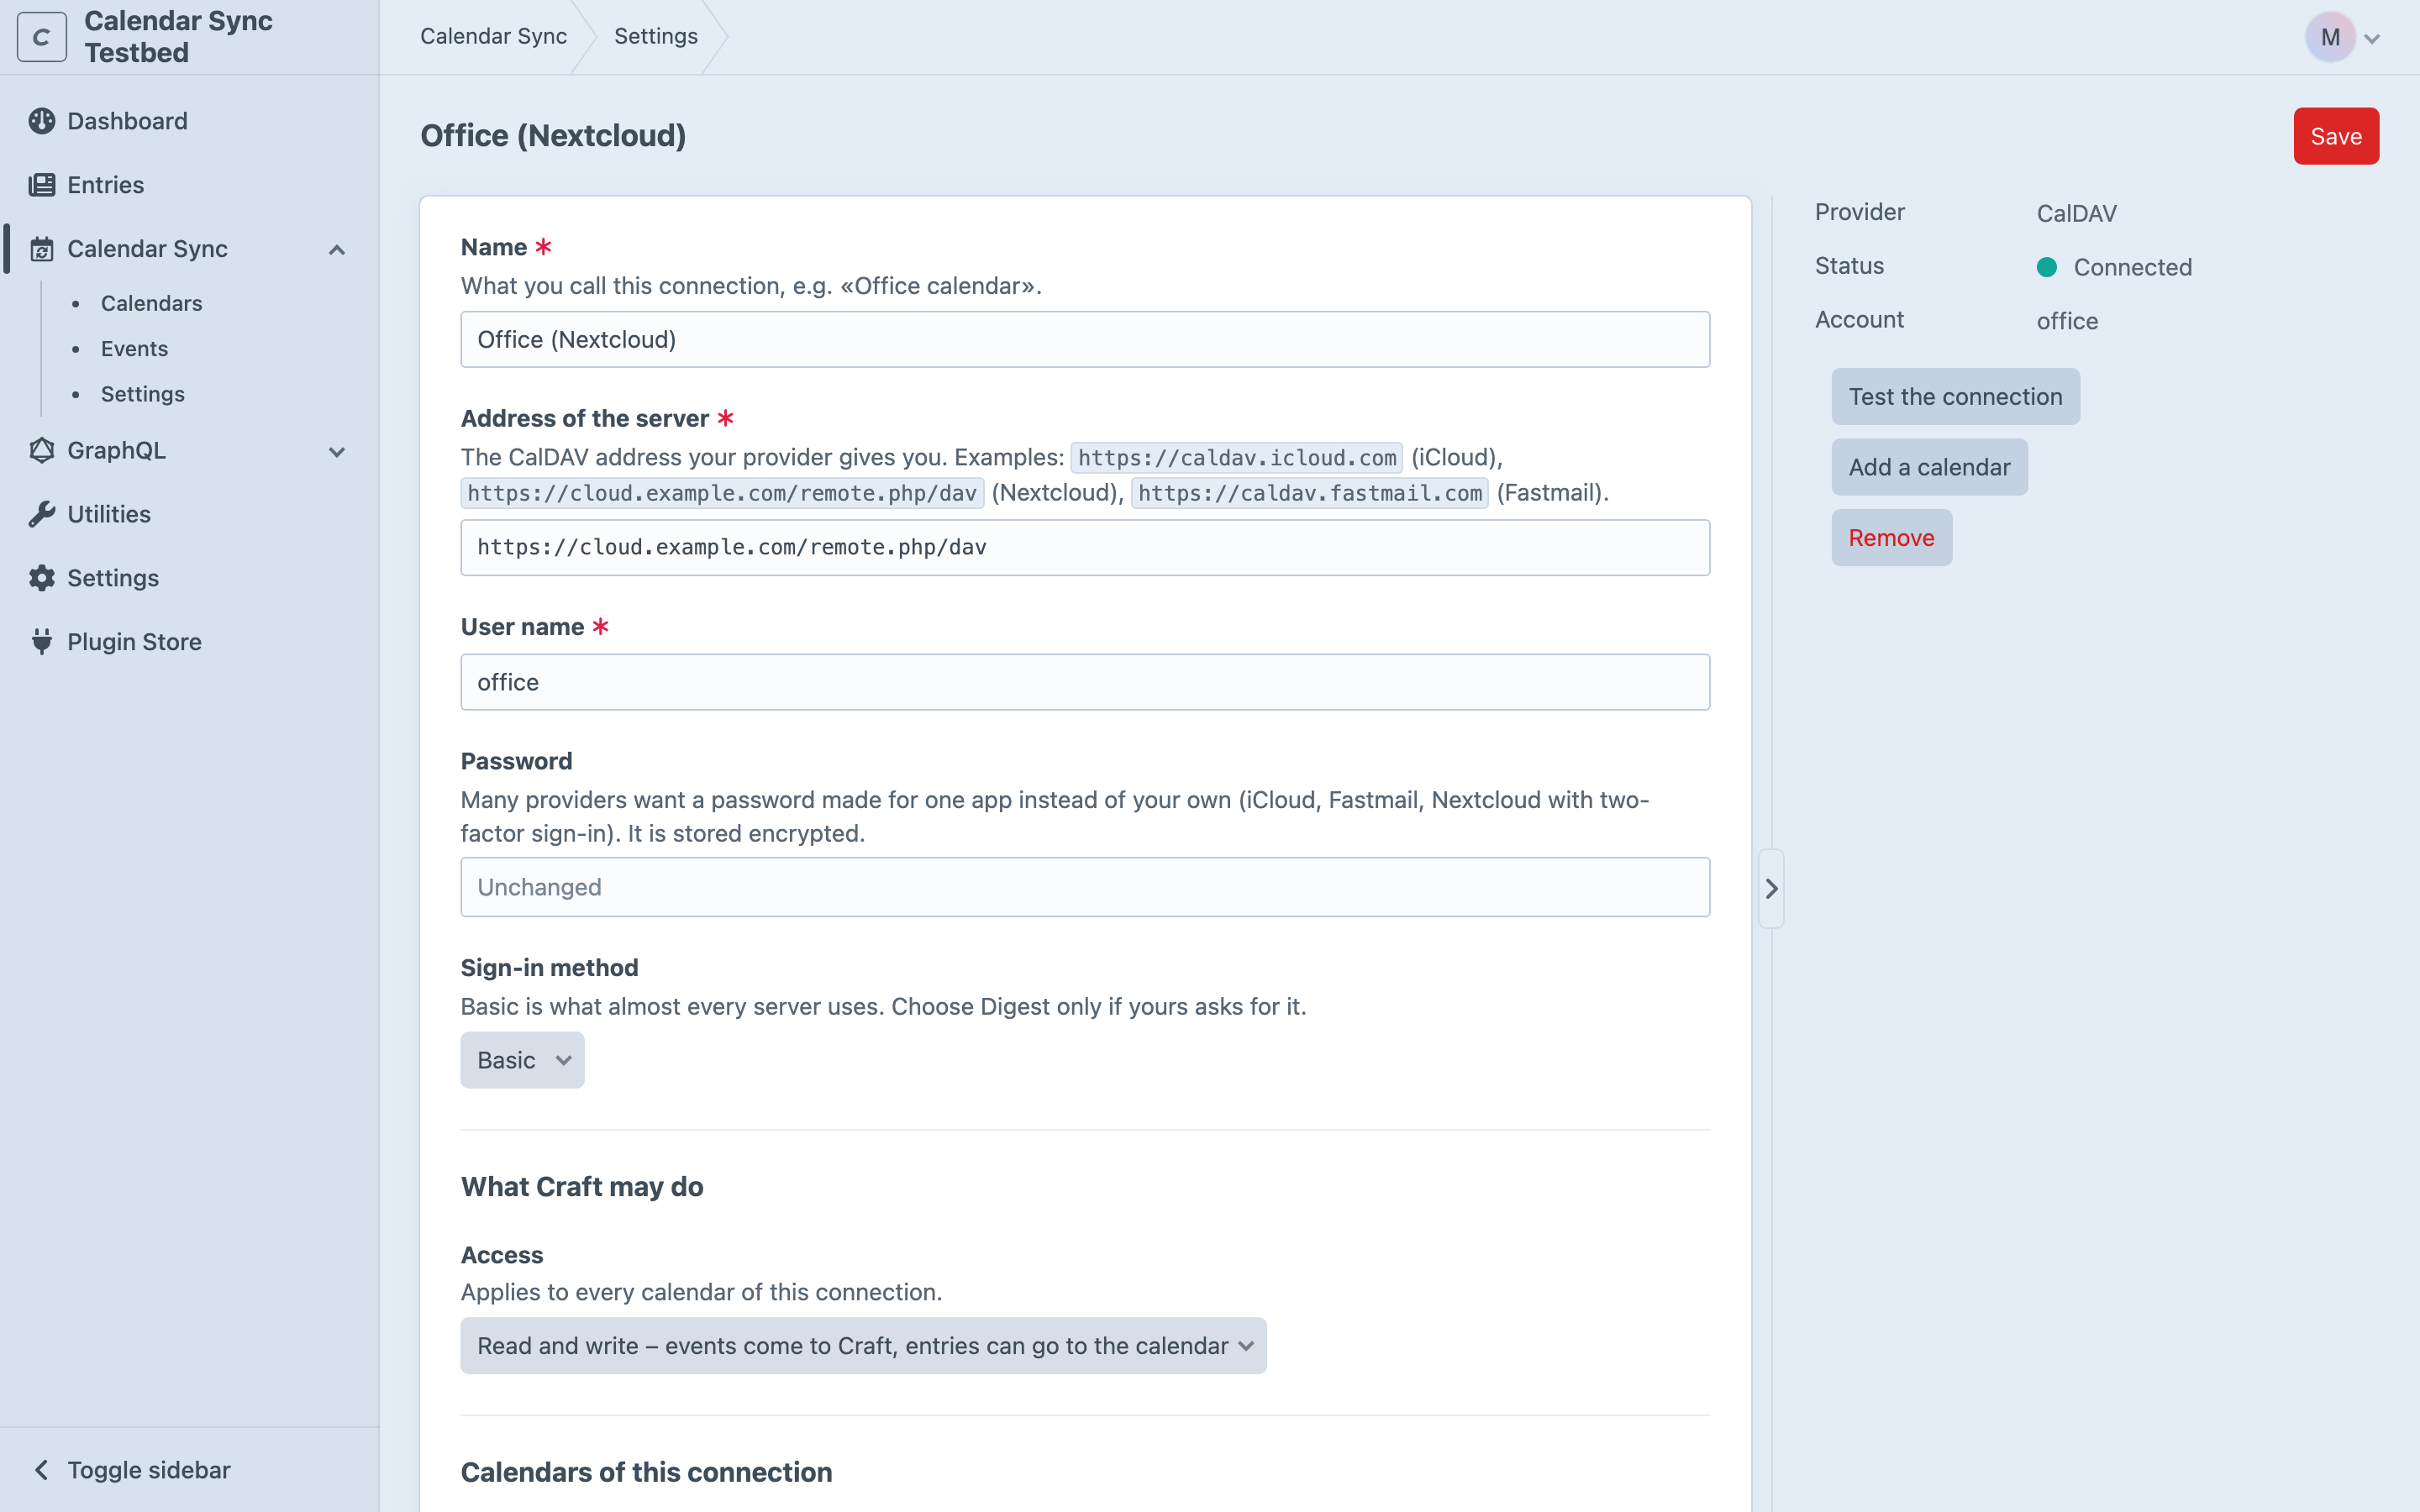 C
Calendar Sync
Testbed
Calendar Sync
Settings
M
Dashboard
Entries
Calendar Sync
Calendars
Events
Settings
GraphQL
Utilities
Settings
Plugin Store
Toggle sidebar
Office (Nextcloud)
Save
Name *
What you call this connection, e.g. «Office calendar».
Office (Nextcloud)
Address of the server *
The CalDAV address your provider gives you. Examples: https://caldav.icloud.com (iCloud),
https://cloud.example.com/remote.php/dav (Nextcloud), https://caldav.fastmail.com (Fastmail).
https://cloud.example.com/remote.php/dav
User name *
office
Password
Many providers want a password made for one app instead of your own (iCloud, Fastmail, Nextcloud with two-
factor sign-in). It is stored encrypted.
Unchanged
Sign-in method
Basic is what almost every server uses. Choose Digest only if yours asks for it.
Basic
What Craft may do
Access
Applies to every calendar of this connection.
Read and write – events come to Craft, entries can go to the calendar
Calendars of this connection
Provider CalDAV
Status Connected
Account office
Test the connection
Add a calendar
Remove